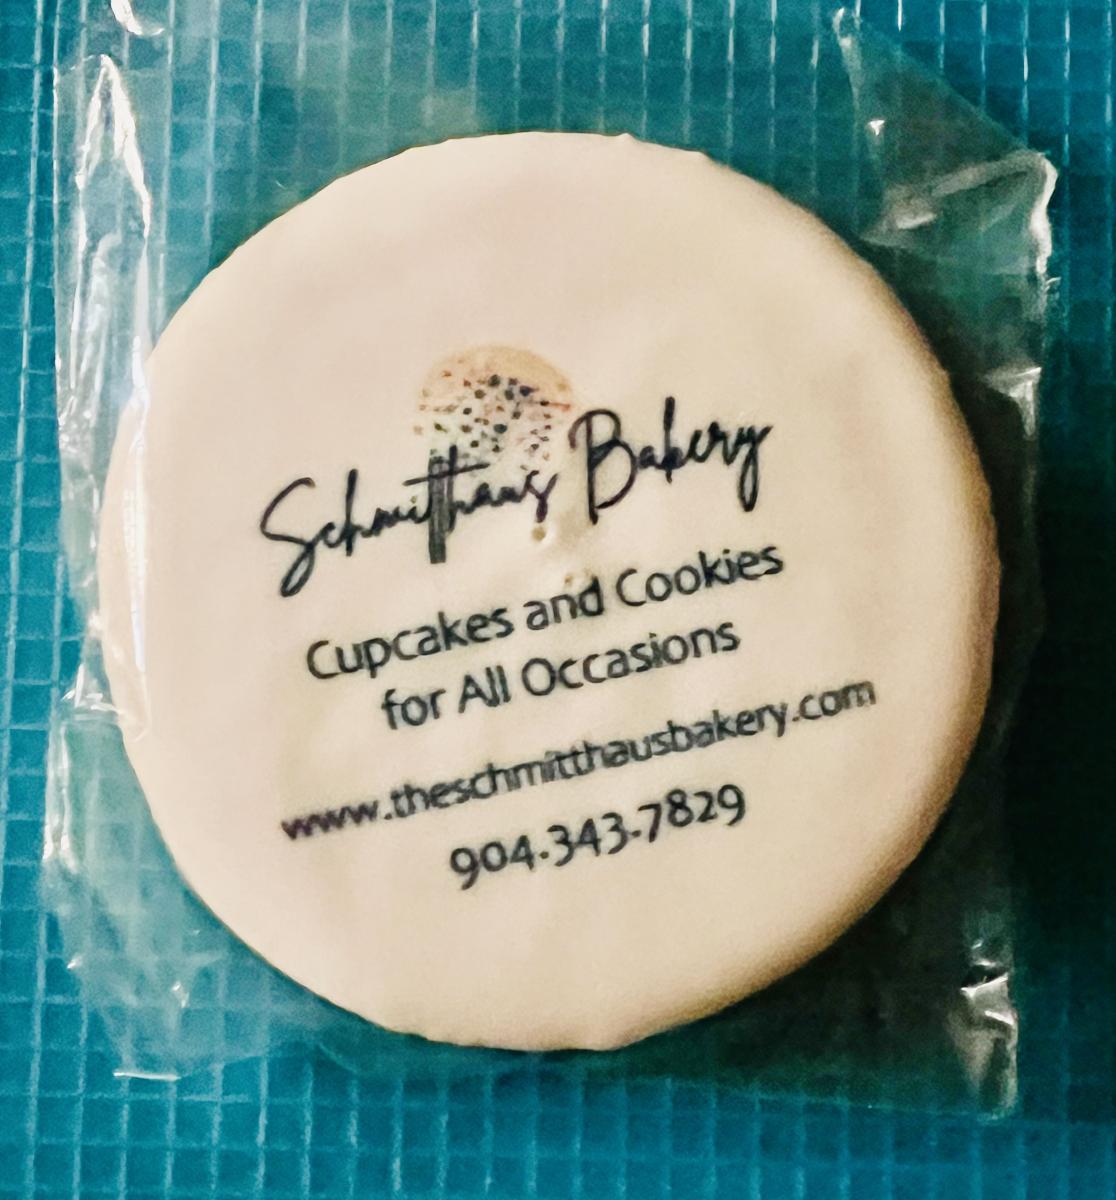 Schmitthaus Bakery
Cupcakes and Cookies
for All Occasions
www.theschmitthausbakery.com
904.343.7829